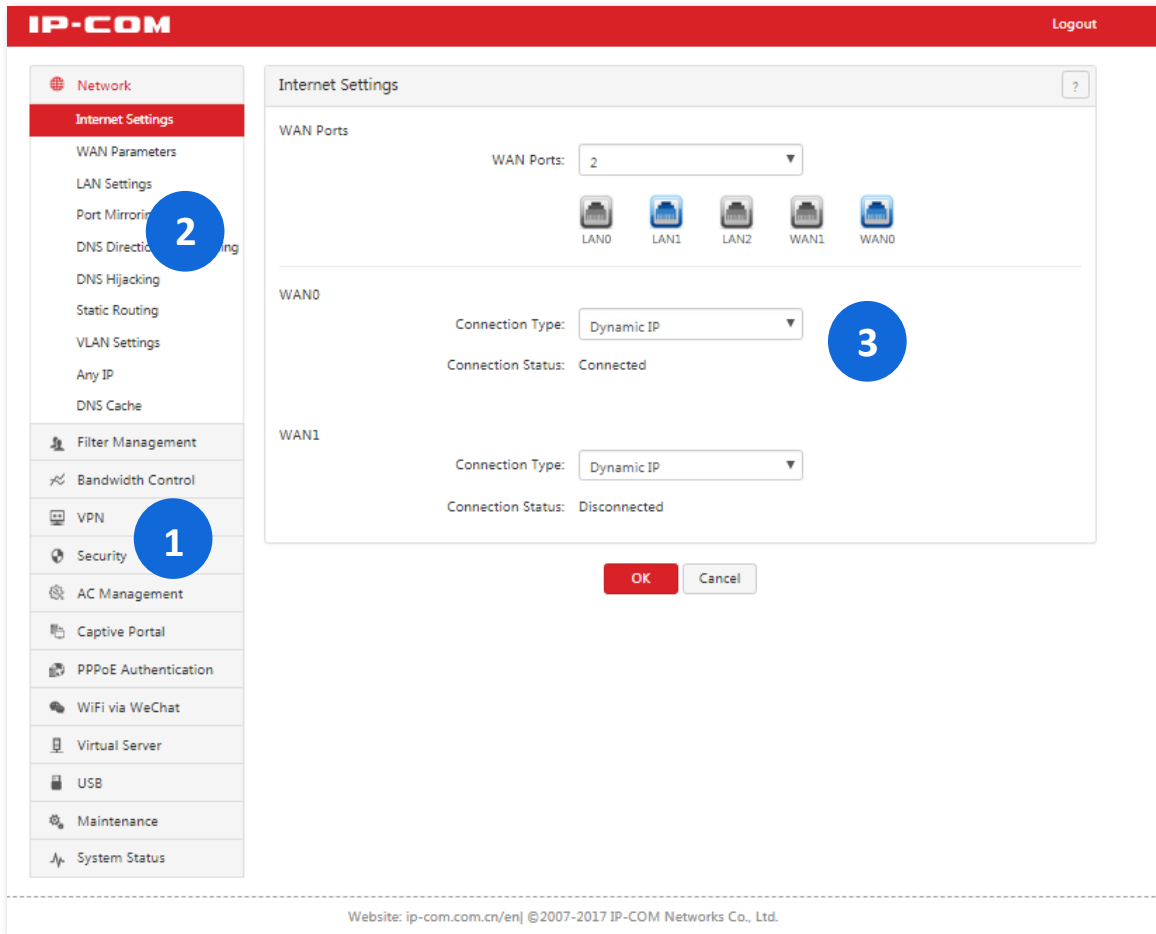 IP-COM
Logout
Network
Internet Settings
WAN Parameters
LAN Settings
Port
2
DNS
DNS Hijacking
Static Routing
VLAN Settings
Any IP
DNS Cache
Filter Management
Bandwidth Control
VPN
1
Security
AC Management
Captive Portal
PPPoE Authentication
WiFi via WeChat
Virtual Server
USB
Maintenance
System Status
Internet Settings
?
WAN Ports
WAN Ports: 2
LAN0 LAN1 LAN2 WAN1 WAN0
WAN0
Connection Type: Dynamic IP
3
Connection Status: Connected
WAN1
Connection Type: Dynamic IP
Connection Status: Disconnected
OK Cancel
Website: ip-com.com.cn/en| ©2007-2017 IP-COM Networks Co., Ltd.